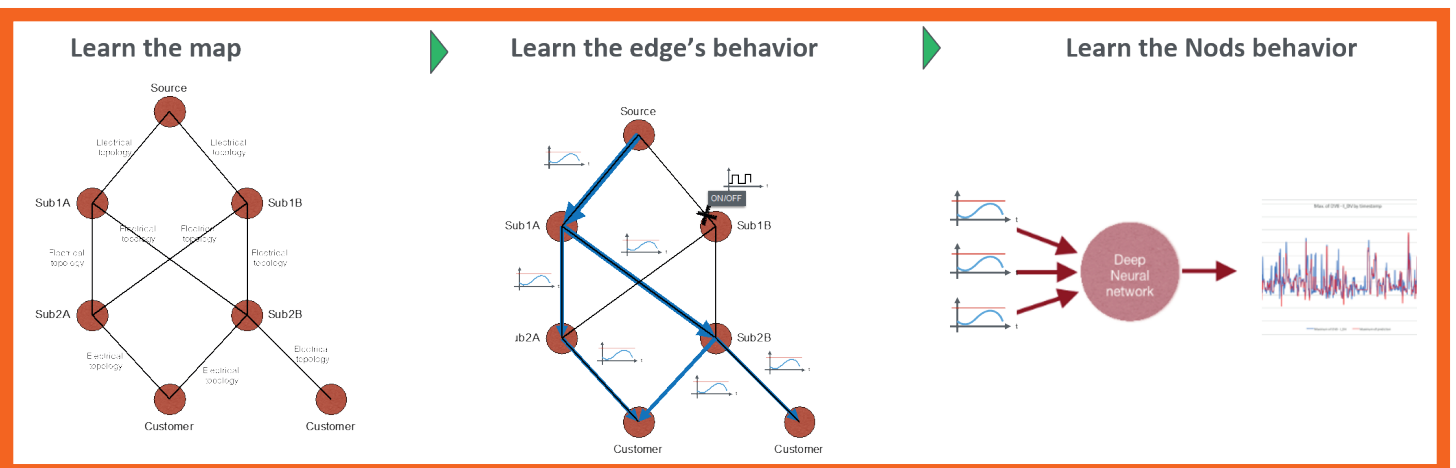 Learn the map
Learn the edge's behavior
Learn the Nods behavior
Source
Electrical
topology
Electrical
topology
Sub1A
Sub1B
Electrical
topology
Electrical
topology
Electrical
topology
Electrical
topology
Sub2A
Sub2B
Electrical
topology
Electrical
topology
Electrical
topology
Customer
Customer
Source
t
t
ON/OFF
Sub1A
Sub1B
t
t
ub2A
Sub2B
t
t
t
Customer
Customer
t
t
t
Deep
Neural
network